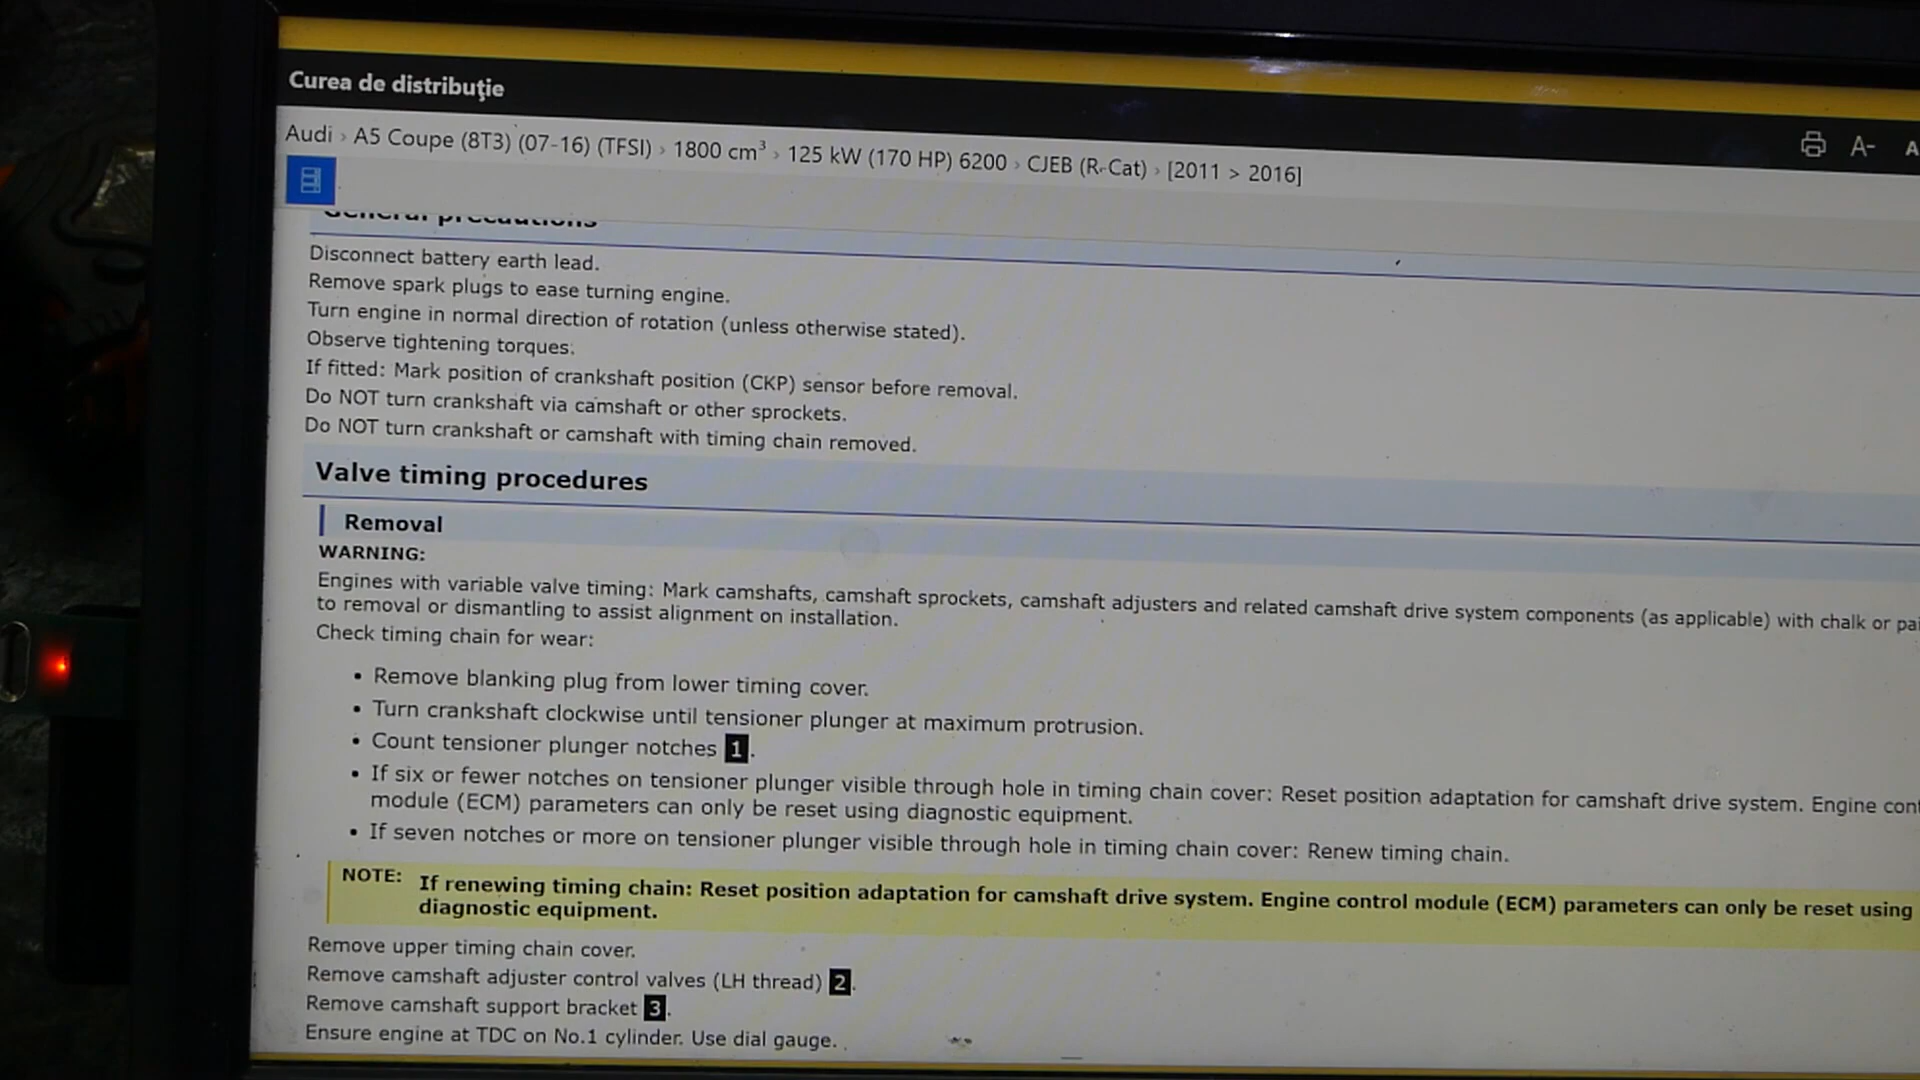 Curea de distribuţie
Audi › A5 Coupe (8T3) (07-16) (TFSI) › 1800 cm³ › 125 kW (170 HP) 6200 › CJEB (R-Cat) › [2011 > 2016]
A-
A
General precautions
Disconnect battery earth lead.
Remove spark plugs to ease turning engine.
Turn engine in normal direction of rotation (unless otherwise stated).
Observe tightening torques.
If fitted: Mark position of crankshaft position (CKP) sensor before removal.
Do NOT turn crankshaft via camshaft or other sprockets.
Do NOT turn crankshaft or camshaft with timing chain removed.
Valve timing procedures
Removal
WARNING:
Engines with variable valve timing: Mark camshafts, camshaft sprockets, camshaft adjusters and related camshaft drive system components (as applicable) with chalk or pai
to removal or dismantling to assist alignment on installation.
Check timing chain for wear:
• Remove blanking plug from lower timing cover.
• Turn crankshaft clockwise until tensioner plunger at maximum protrusion.
• Count tensioner plunger notches 1.
• If six or fewer notches on tensioner plunger visible through hole in timing chain cover: Reset position adaptation for camshaft drive system. Engine cont
module (ECM) parameters can only be reset using diagnostic equipment.
• If seven notches or more on tensioner plunger visible through hole in timing chain cover: Renew timing chain.
NOTE: If renewing timing chain: Reset position adaptation for camshaft drive system. Engine control module (ECM) parameters can only be reset using
diagnostic equipment.
Remove upper timing chain cover.
Remove camshaft adjuster control valves (LH thread) 2.
Remove camshaft support bracket 3.
Ensure engine at TDC on No.1 cylinder. Use dial gauge.